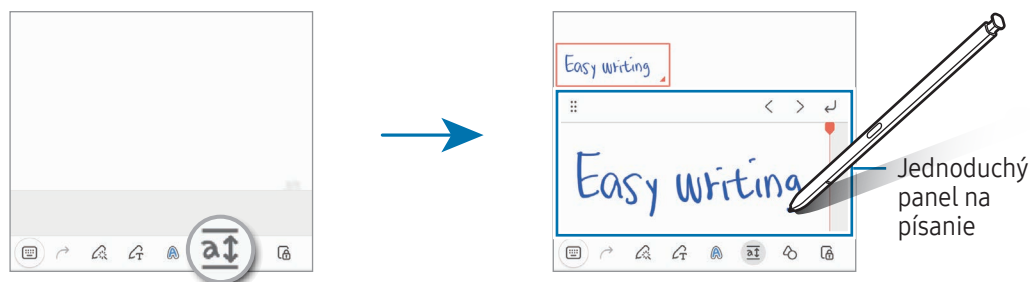 Easy writing
Easy writing
Jednoduchý
panel na
písanie